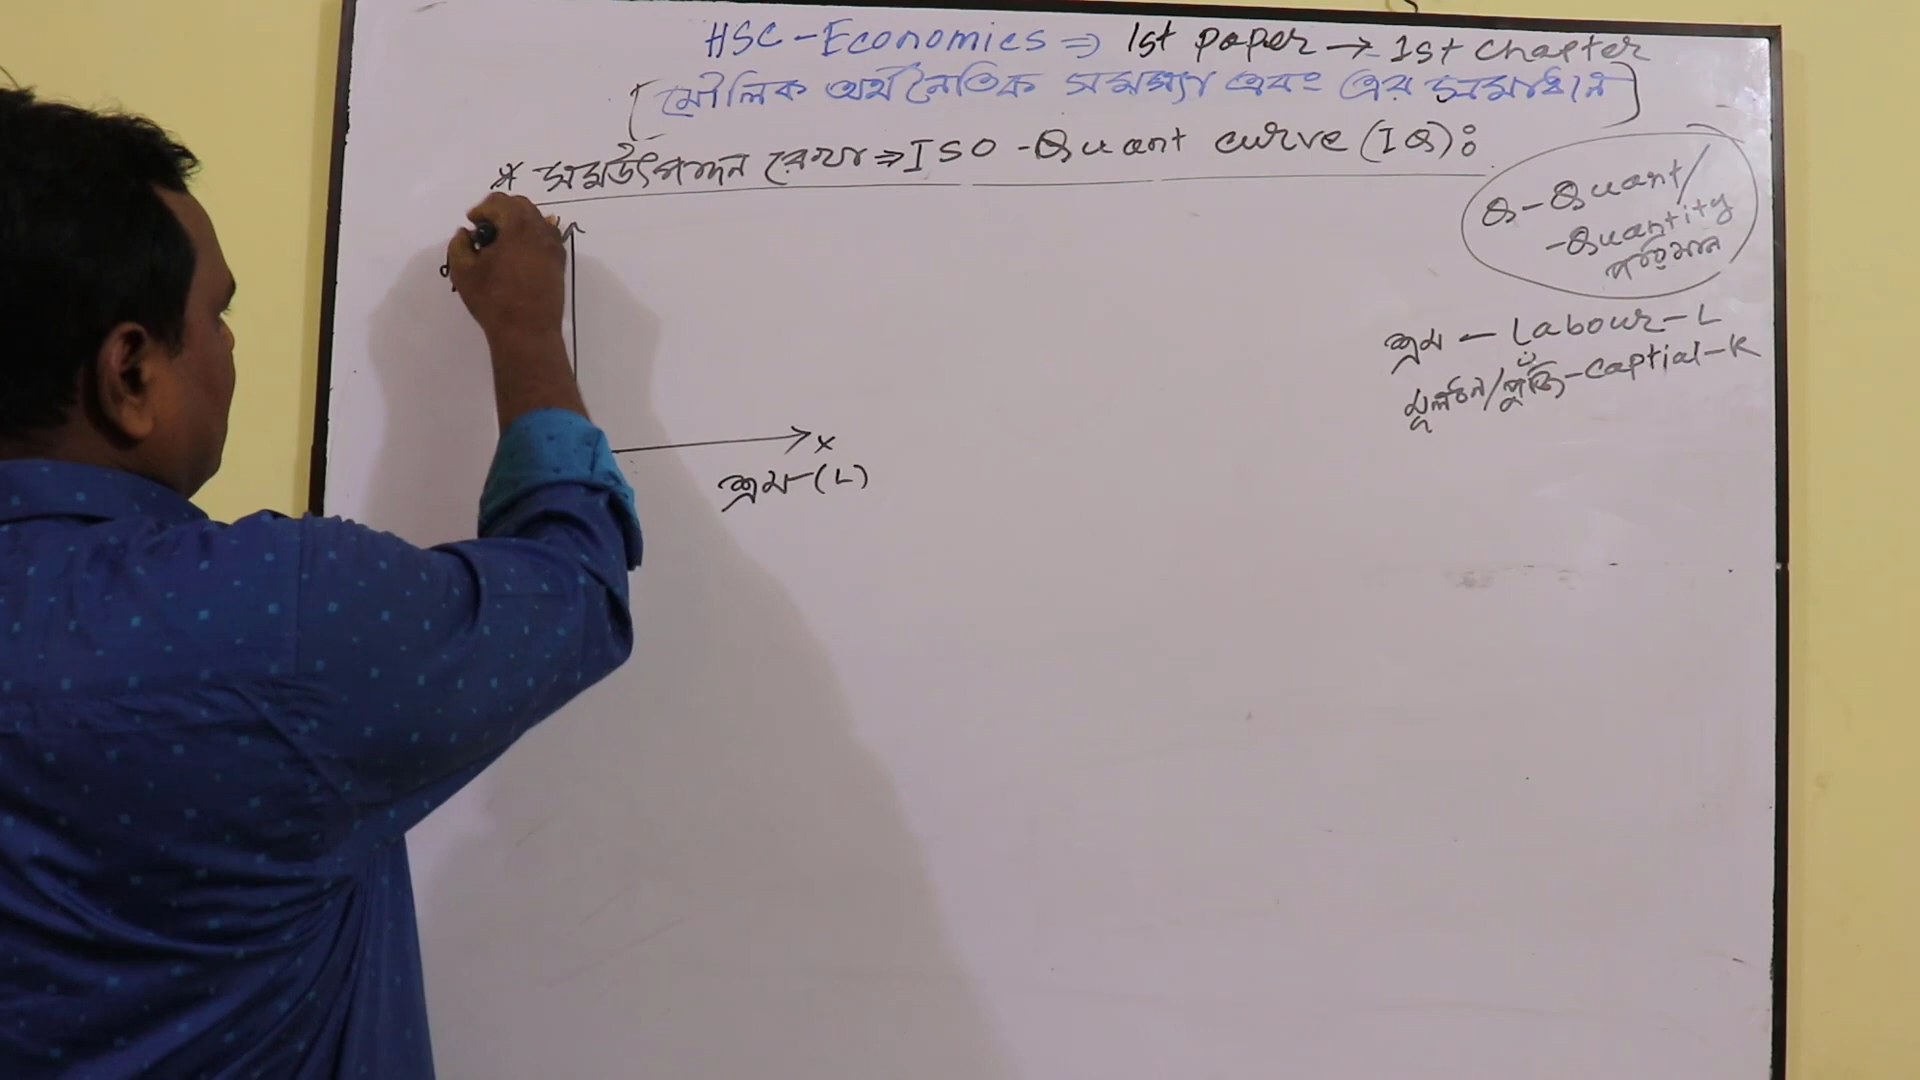 HSC-Economics ⇒ 1st paper → 1st chapter
(মৌলিক অর্থনৈতিক সমস্যা এবং এর সমাধান)
* সমউৎপাদন রেখা ⇒ ISO-Quant curve (IQ):
Q-Quant/
-Quantity
পরিমান
শ্রম - Labour-L
মূলধন/পুঁজি-Captial-K
x
শ্রম-(L)